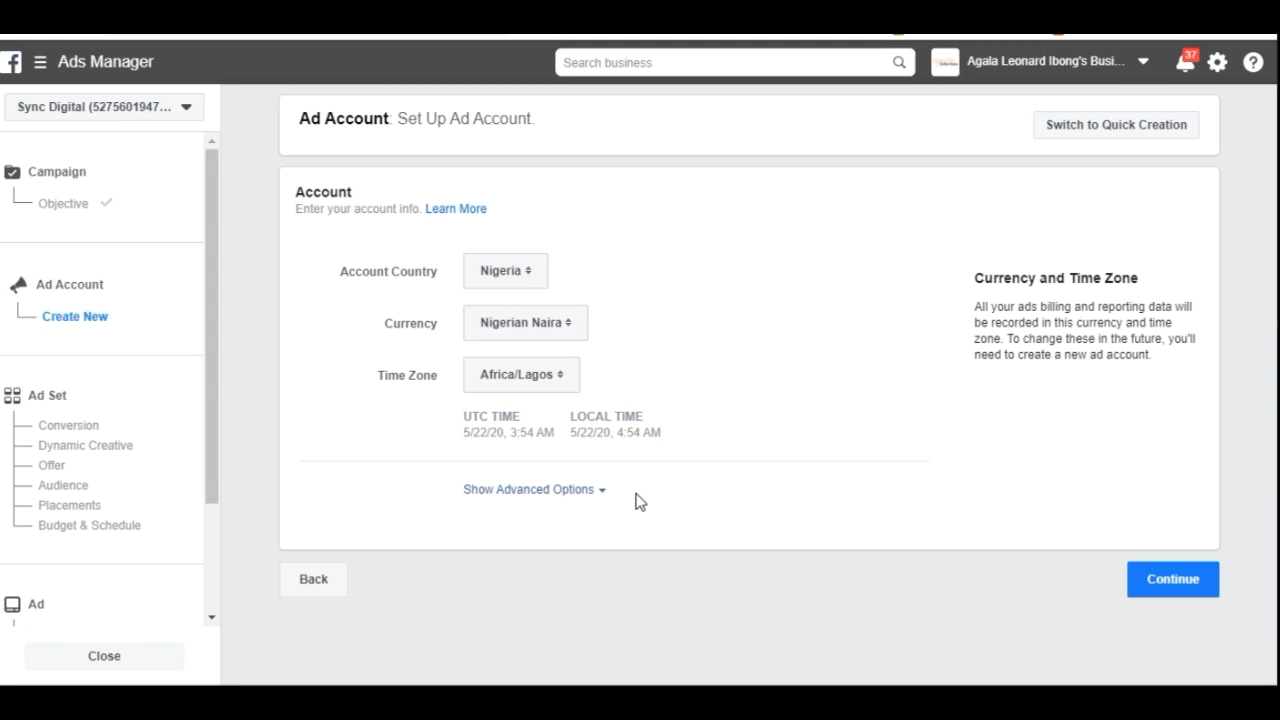 f ☰ Ads Manager
Search business
Agala Leonard Ibong's Busi...
37
Sync Digital (5275601947...
Campaign
Objective
Ad Account
Create New
Ad Set
Conversion
Dynamic Creative
Offer
Audience
Placements
Budget & Schedule
Ad
Close
Ad Account: Set Up Ad Account.
Switch to Quick Creation
Account
Enter your account info. Learn More
Account Country Nigeria
Currency Nigerian Naira
Time Zone Africa/Lagos
UTC TIME LOCAL TIME
5/22/20, 3:54 AM 5/22/20, 4:54 AM
Show Advanced Options
Currency and Time Zone
All your ads billing and reporting data will
be recorded in this currency and time
zone. To change these in the future, you'll
need to create a new ad account.
Back
Continue